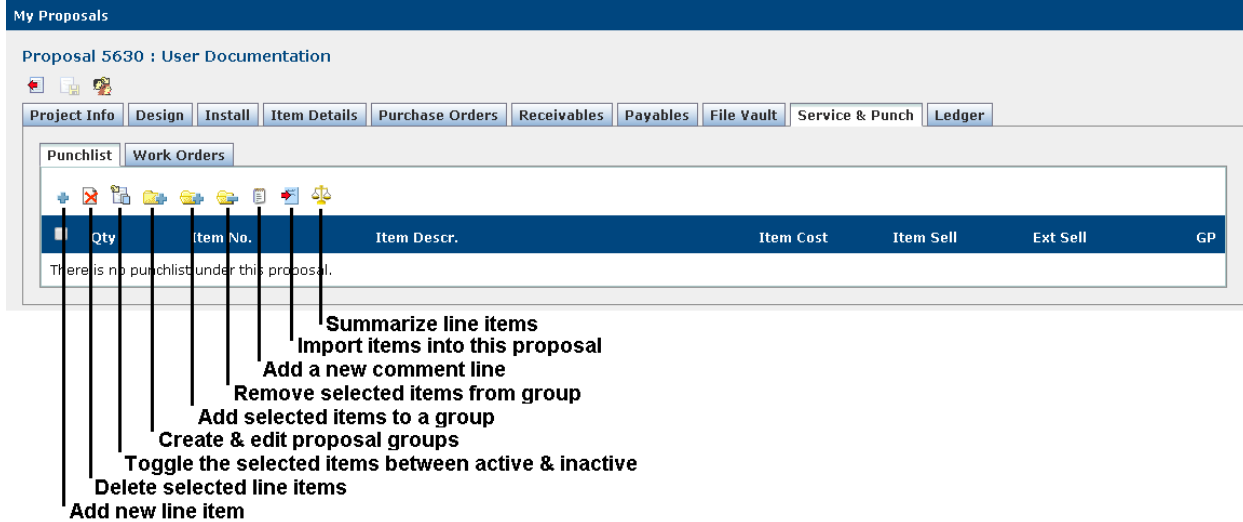 My Proposals
Proposal 5630 : User Documentation
Project Info Design Install Item Details Purchase Orders Receivables Payables File Vault Service & Punch Ledger
Punchlist Work Orders
Qty Item No. Item Descr. Item Cost Item Sell Ext Sell GP
There is no punchlist under this proposal.
Summarize line items
Import items into this proposal
Add a new comment line
Remove selected items from group
Add selected items to a group
Create & edit proposal groups
Toggle the selected items between active & inactive
Delete selected line items
Add new line item